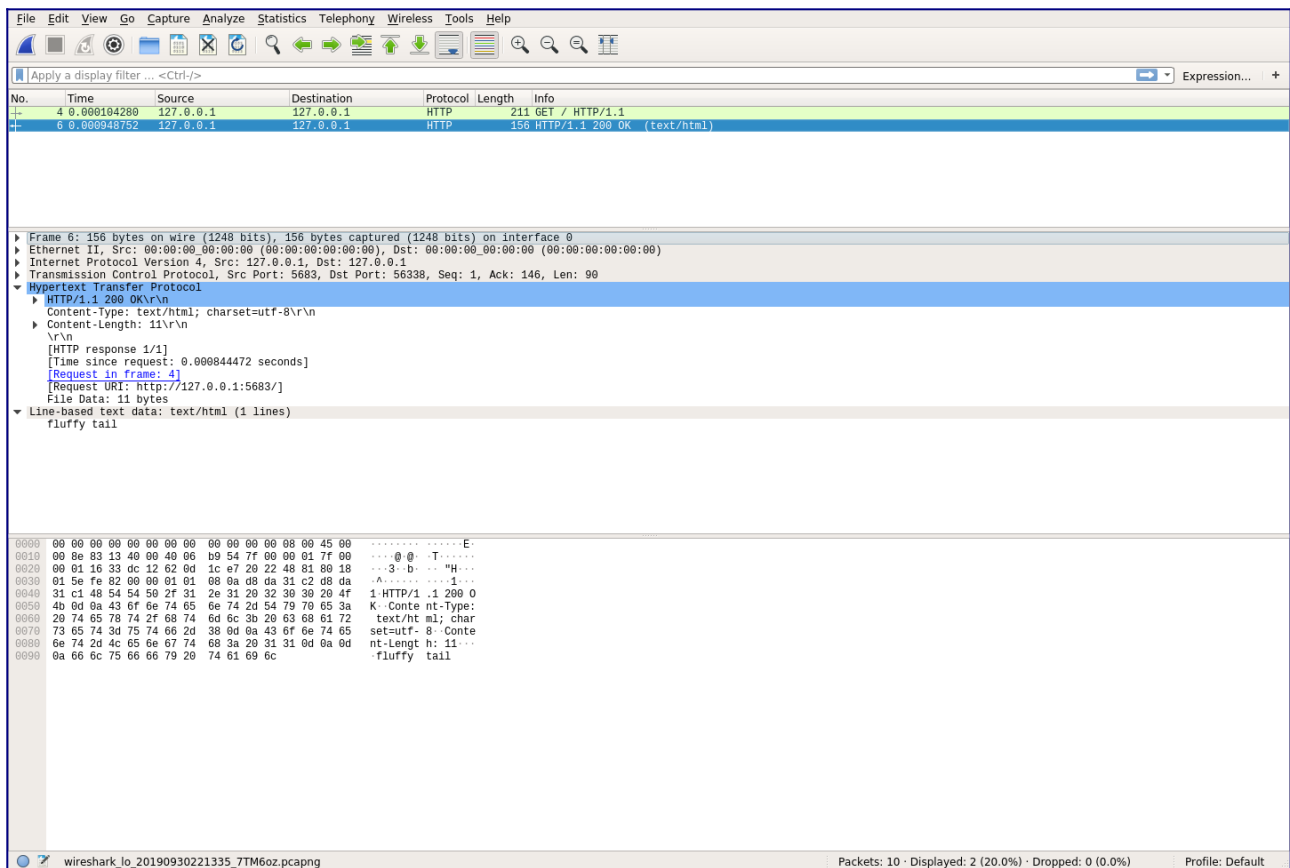 File Edit View Go Capture Analyze Statistics Telephony Wireless Tools Help
Apply a display filter ... <Ctrl-/>
Expression... +
No. Time Source Destination Protocol Length Info
4 0.000104280 127.0.0.1 127.0.0.1 HTTP 211 GET / HTTP/1.1
6 0.000948752 127.0.0.1 127.0.0.1 HTTP 156 HTTP/1.1 200 OK (text/html)
Frame 6: 156 bytes on wire (1248 bits), 156 bytes captured (1248 bits) on interface 0
Ethernet II, Src: 00:00:00_00:00:00 (00:00:00:00:00:00), Dst: 00:00:00_00:00:00 (00:00:00:00:00:00)
Internet Protocol Version 4, Src: 127.0.0.1, Dst: 127.0.0.1
Transmission Control Protocol, Src Port: 5683, Dst Port: 56338, Seq: 1, Ack: 146, Len: 90
Hypertext Transfer Protocol
HTTP/1.1 200 OK\r\n
Content-Type: text/html; charset=utf-8\r\n
Content-Length: 11\r\n
\r\n
[HTTP response 1/1]
[Time since request: 0.000844472 seconds]
[Request in frame: 4]
[Request URI: http://127.0.0.1:5683/]
File Data: 11 bytes
Line-based text data: text/html (1 lines)
fluffy tail
0000 00 00 00 00 00 00 00 00 00 00 00 00 08 00 45 00 ········ ······E·
0010 00 8e 83 13 40 00 40 06 b9 54 7f 00 00 01 7f 00 ····@·@· ·T······
0020 00 01 16 33 dc 12 62 0d 1c e7 20 22 48 81 80 18 ···3··b· ·· "H···
0030 01 5e fe 82 00 00 01 01 08 0a d8 da 31 c2 d8 da ·^······ ····1···
0040 31 c1 48 54 54 50 2f 31 2e 31 20 32 30 30 20 4f 1·HTTP/1 .1 200 O
0050 4b 0d 0a 43 6f 6e 74 65 6e 74 2d 54 79 70 65 3a K··Conte nt-Type:
0060 20 74 65 78 74 2f 68 74 6d 6c 3b 20 63 68 61 72 text/ht ml; char
0070 73 65 74 3d 75 74 66 2d 38 0d 0a 43 6f 6e 74 65 set=utf- 8··Conte
0080 6e 74 2d 4c 65 6e 67 74 68 3a 20 31 31 0d 0a 0d nt-Lengt h: 11···
0090 0a 66 6c 75 66 66 79 20 74 61 69 6c ·fluffy tail
wireshark_lo_20190930221335_7TM6oz.pcapng Packets: 10 · Displayed: 2 (20.0%) · Dropped: 0 (0.0%) Profile: Default